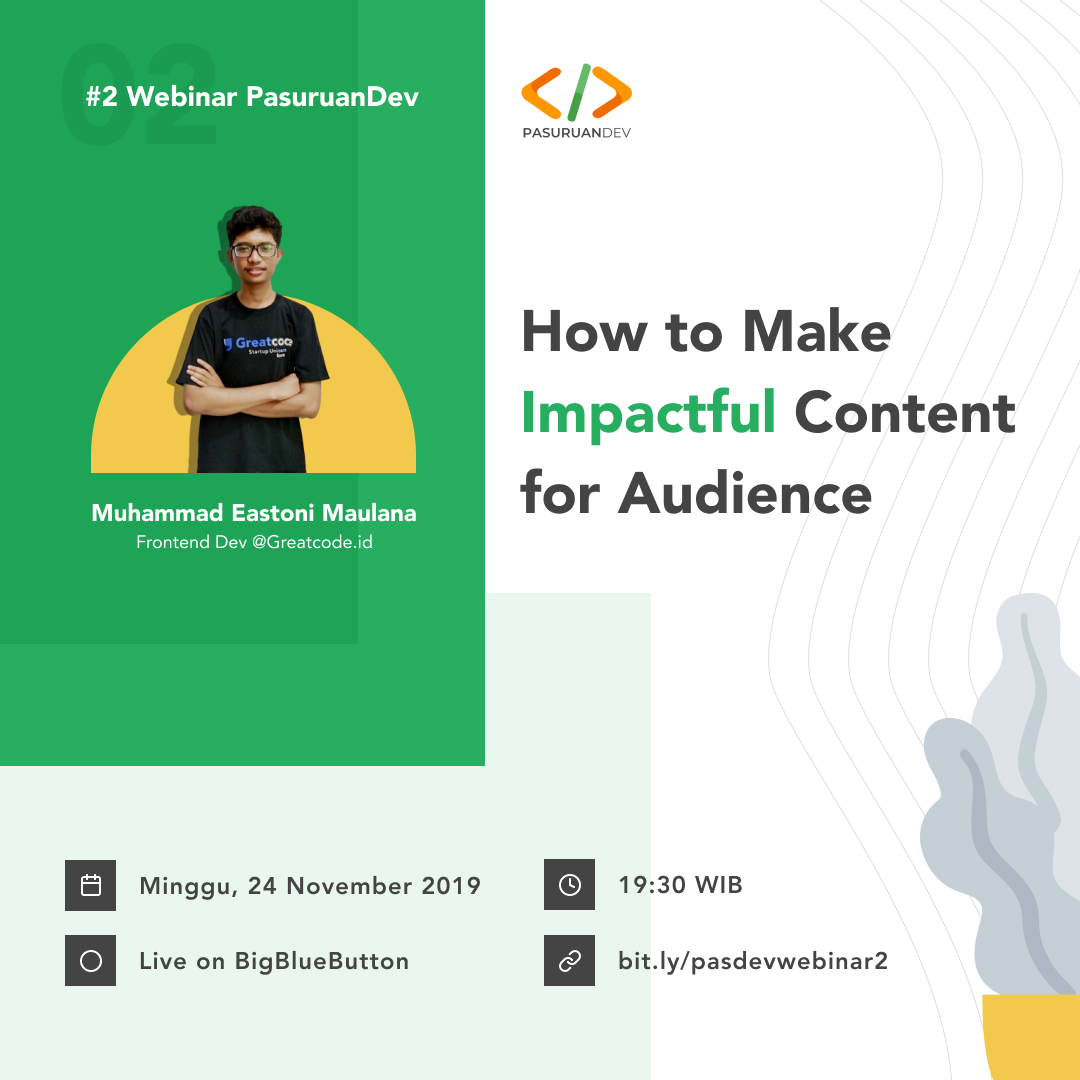 02
#2 Webinar PasuruanDev
PASURUANDEV
Greatcode
Startup
How to Make
Impactful Content
for Audience
Muhammad Eastoni Maulana
Frontend Dev @Greatcode.id
Minggu, 24 November 2019
19:30 WIB
Live on BigBlueButton
bit.ly/pasdevwebinar2